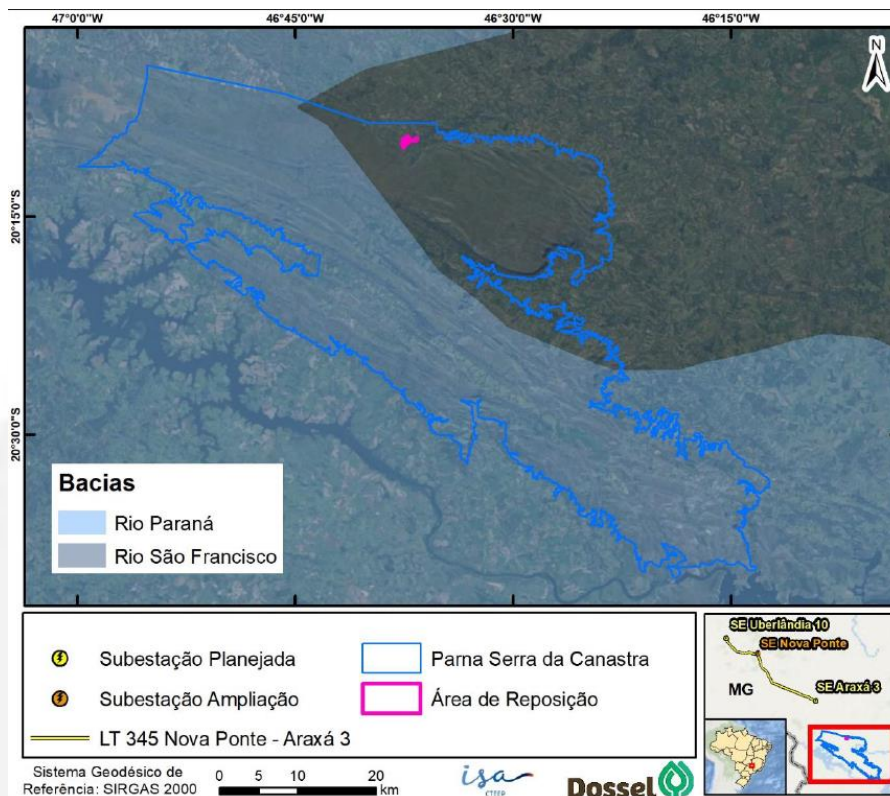 47°0'0"W 46°45'0"W 46°30'0"W 46°15'0"W
N
20°15'0"S
20°30'0"S
Bacias
Rio Paraná
Rio São Francisco
Subestação Planejada
Subestação Ampliação
LT 345 Nova Ponte - Araxá 3
Parna Serra da Canastra
Área de Reposição
SE Uberlândia 10
SE Nova Ponte
MG
SE Araxá 3
Sistema Geodésico de
Referência: SIRGAS 2000
0 5 10 20
km
isa
CTEEP
Dossel